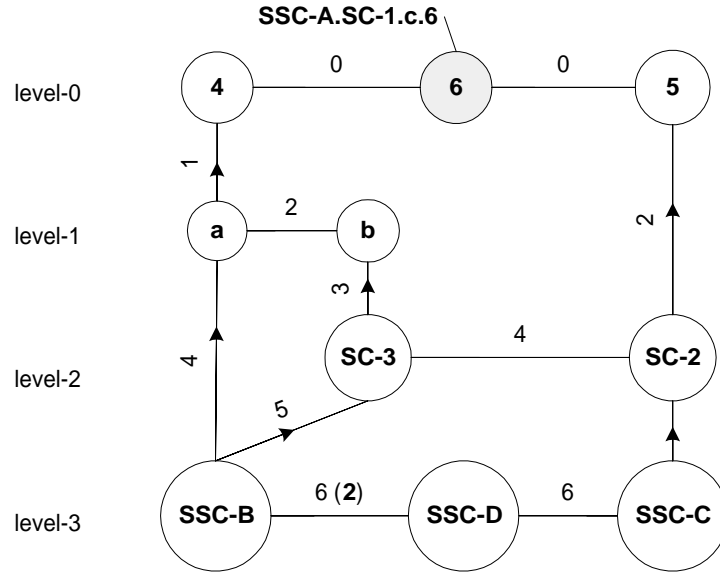 SSC-A.SC-1.c.6
level-0
4
0
6
0
5
1
level-1
a
2
b
2
3
level-2
4
SC-3
4
SC-2
5
level-3
SSC-B
6 (2)
SSC-D
6
SSC-C